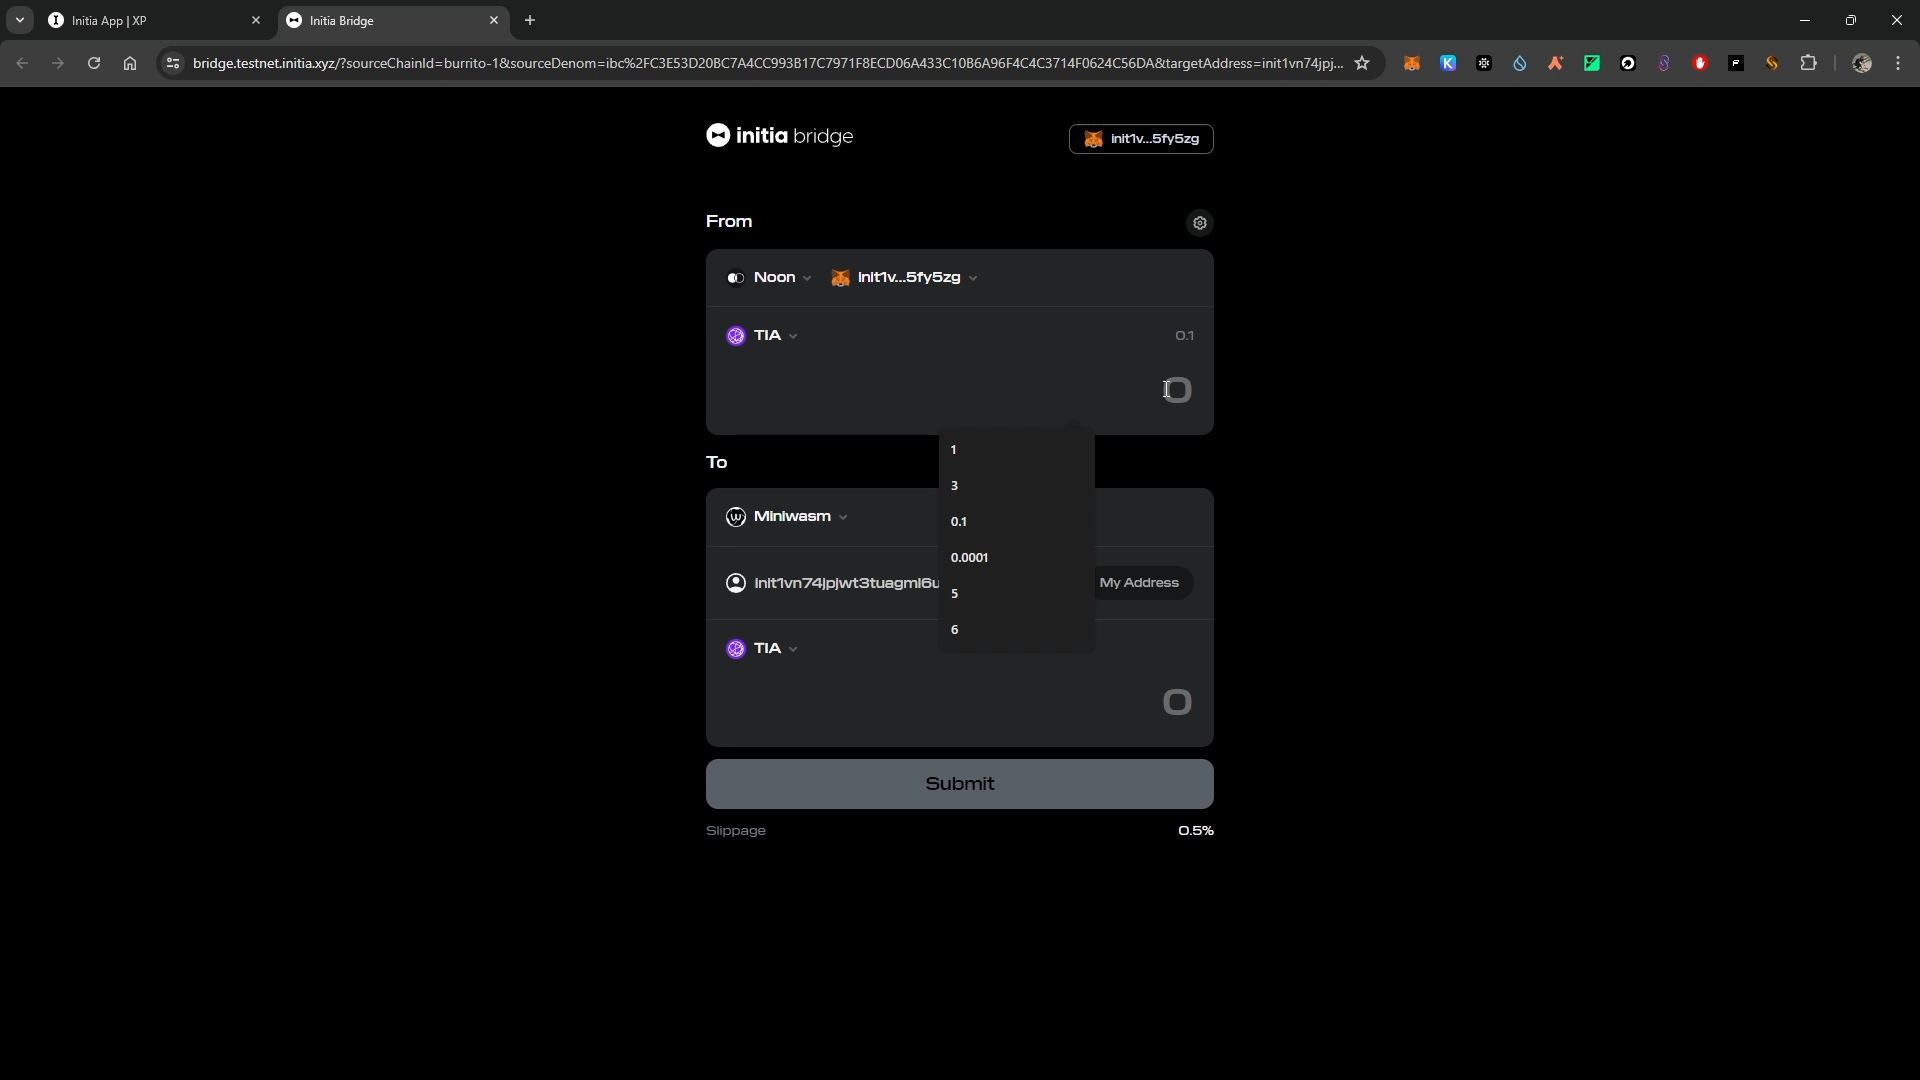 Initia App | XP
Initia Bridge
bridge.testnet.initia.xyz/?sourceChainId=burrito-1&sourceDenom=ibc%2FC3E53D20BC7A4CC993B17C7971F8ECD06A433C10B6A96F4C4C3714F0624C56DA&targetAddress=init1vn74jpj...
initia bridge
init1v...5fy5zg
From
Noon
init1v...5fy5zg
TIA
0.1
0
1
To
3
Miniwasm
0.1
0.0001
init1vn74jpjwt3tuagml6u
My Address
5
6
TIA
0
Submit
Slippage
0.5%